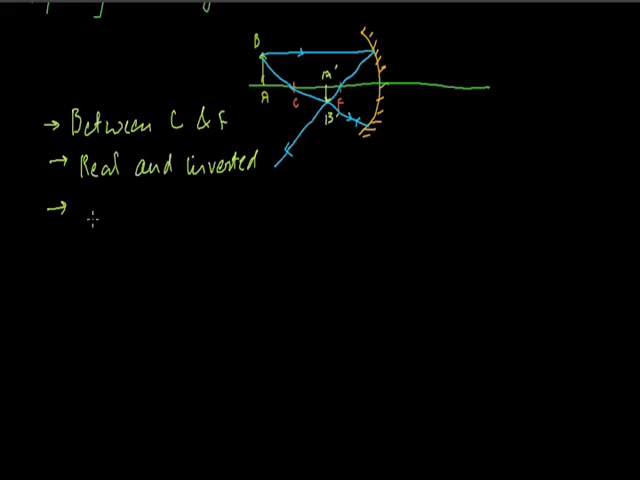 B
A'
A
C
F
B'
→ Between C & F
→ Real and inverted
→